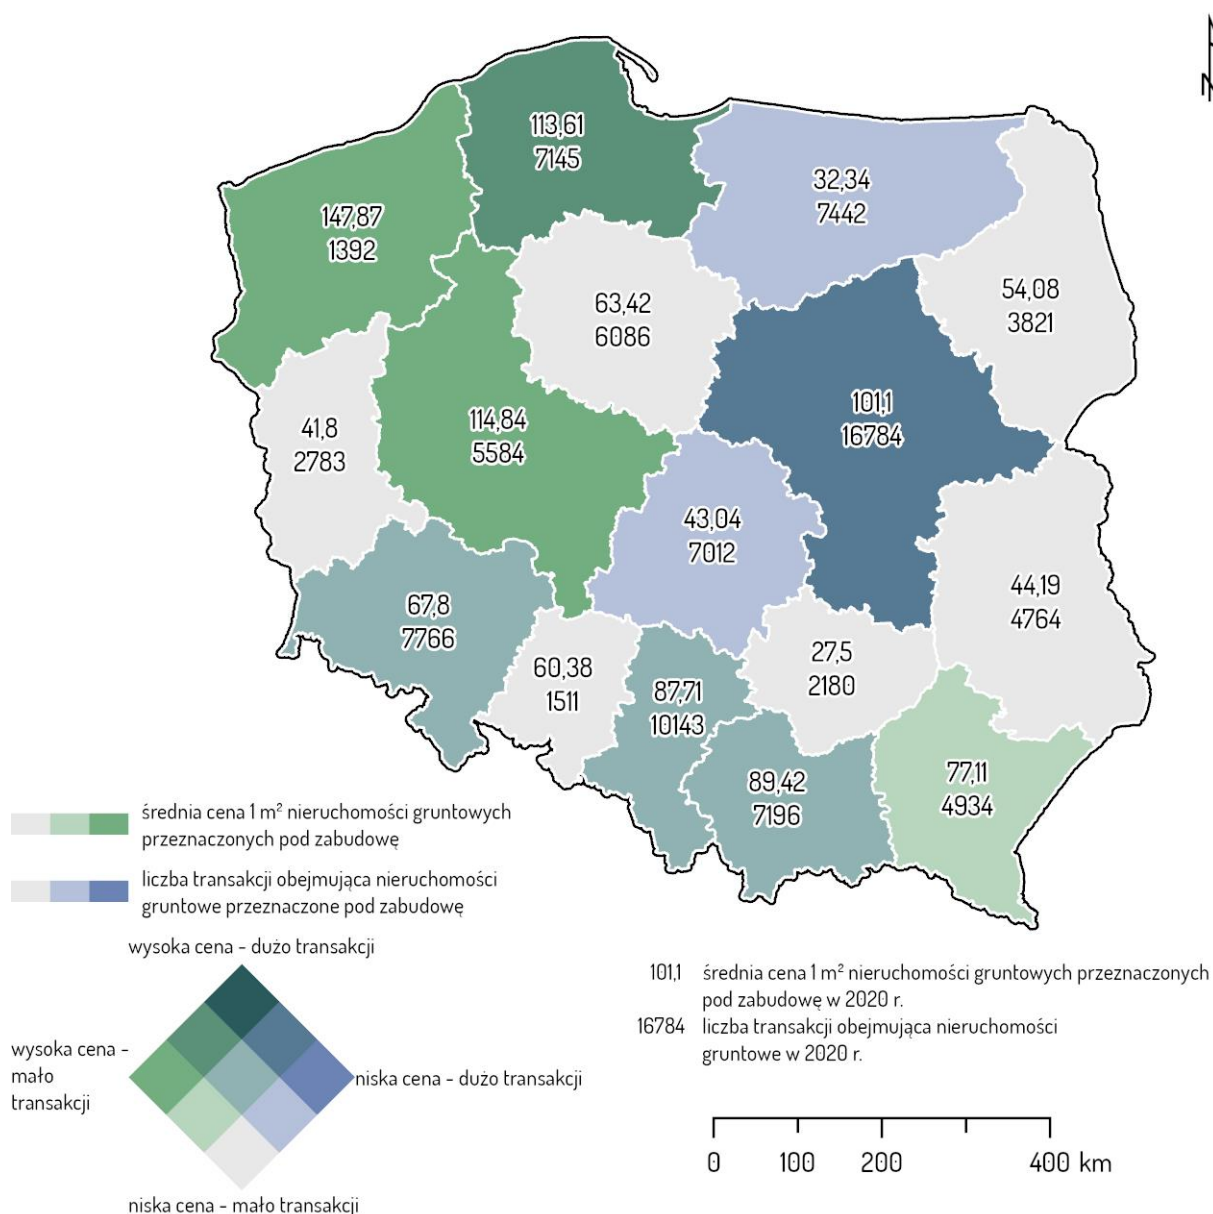 113,61
7145
32,34
7442
147,87
1392
54,08
3821
63,42
6086
101,1
16784
114,84
5584
41,8
2783
43,04
7012
44,19
4764
67,8
7766
27,5
2180
60,38
1511
87,71
10143
77,11
4934
89,42
7196
średnia cena 1 m² nieruchomości gruntowych
przeznaczonych pod zabudowę
liczba transakcji obejmująca nieruchomości
gruntowe przeznaczone pod zabudowę
wysoka cena - dużo transakcji
wysoka cena -
mało
transakcji
niska cena - dużo transakcji
niska cena - mało transakcji
101,1 średnia cena 1 m² nieruchomości gruntowych przeznaczonych
pod zabudowę w 2020 r.
16784 liczba transakcji obejmująca nieruchomości
gruntowe w 2020 r.
0 100 200 400 km